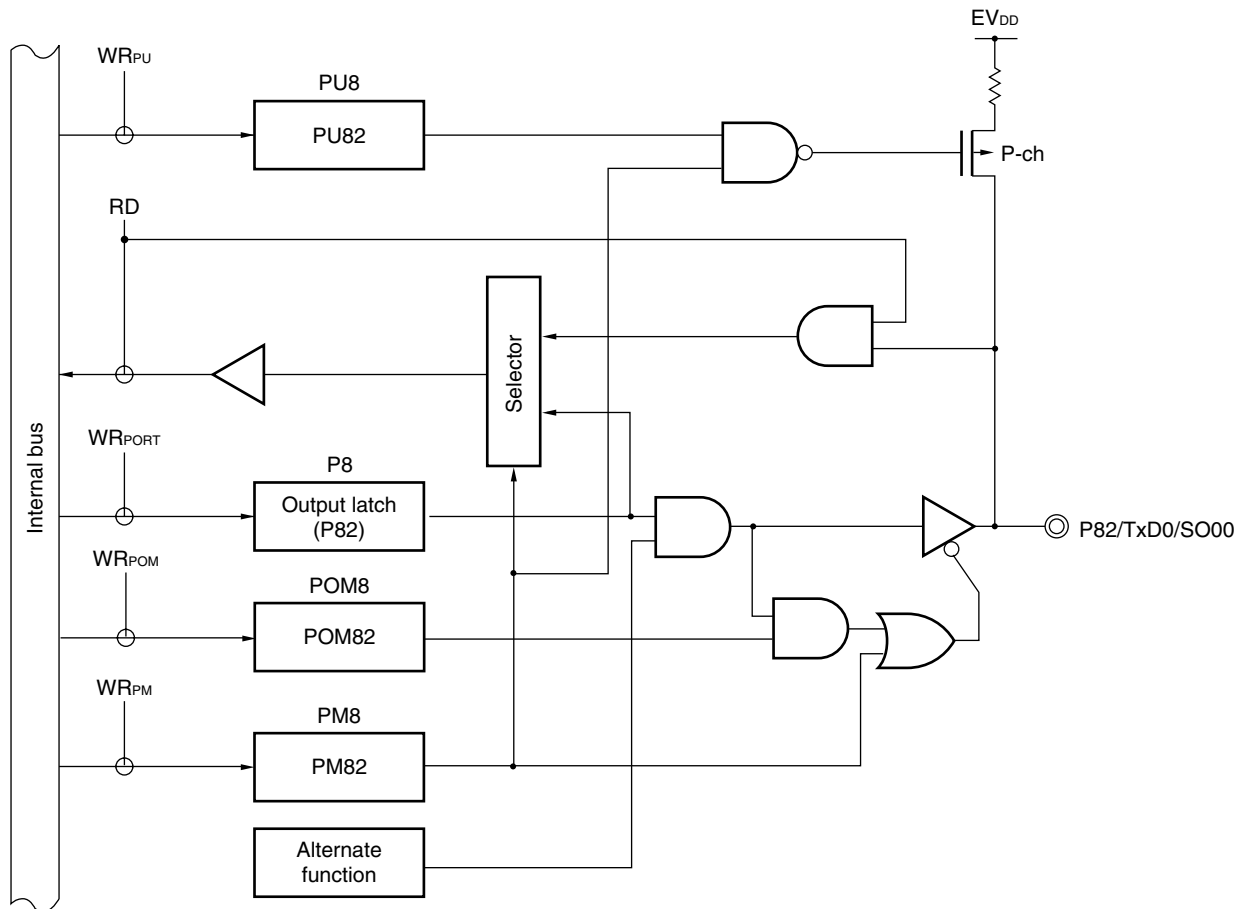 EVDD
WRPU
PU8
PU82
P-ch
RD
Selector
Internal bus
WRPORT
P8
Output latch
(P82)
P82/TxD0/SO00
WRPOM
POM8
POM82
WRPM
PM8
PM82
Alternate
function